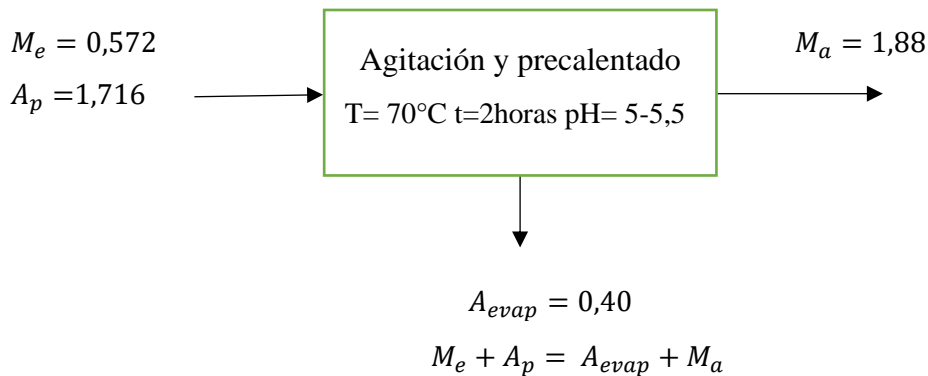 M_e = 0,572
A_p =1,716
Agitación y precalentado
T= 70°C t=2horas pH= 5-5,5
M_a = 1,88
A_evap = 0,40
M_e + A_p = A_evap + M_a